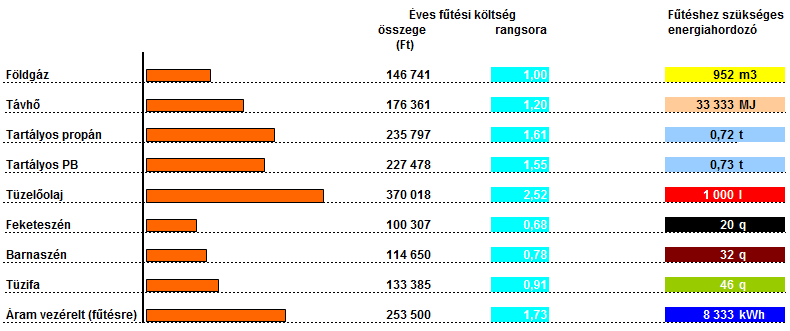 Éves fűtési költség Fűtéshez szükséges
összege rangsora energiahordozó
(Ft)
Földgáz 146 741 1,00 952 m3
Távhő 176 361 1,20 33 333 MJ
Tartályos propán 235 797 1,61 0,72 t
Tartályos PB 227 478 1,55 0,73 t
Tüzelőolaj 370 018 2,52 1 000 l
Feketeszén 100 307 0,68 20 q
Barnaszén 114 650 0,78 32 q
Tüzifa 133 385 0,91 46 q
Áram vezérelt (fűtésre) 253 500 1,73 8 333 kWh